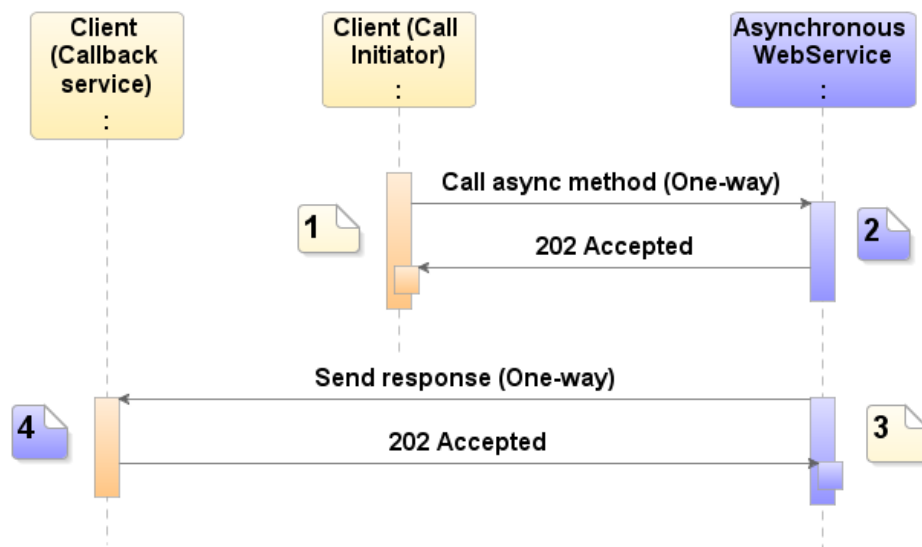 Client
(Callback
service)
:
Client (Call
Initiator)
:
Asynchronous
WebService
:
Call async method (One-way)
1
2
202 Accepted
Send response (One-way)
4
3
202 Accepted